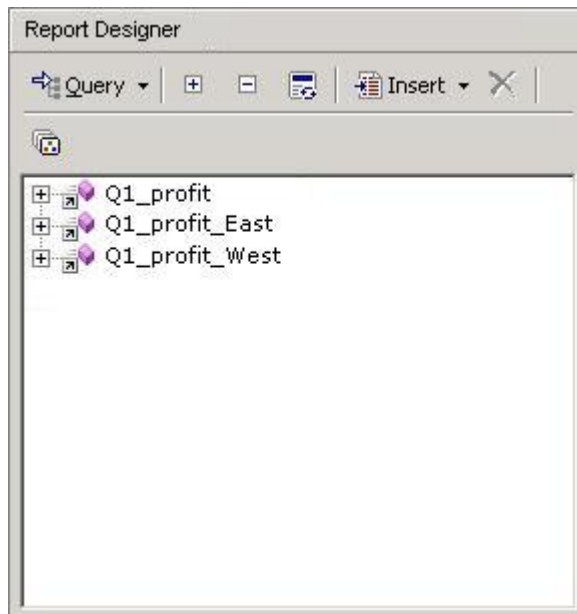 Report Designer
Query Insert
Q1_profit
Q1_profit_East
Q1_profit_West